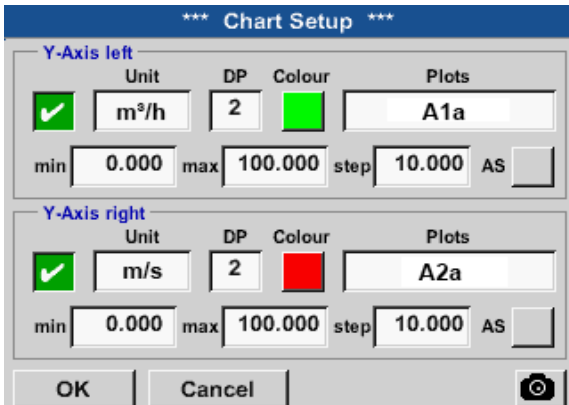 *** Chart Setup ***
Y-Axis left
Unit DP Colour Plots
m³/h 2 A1a
min 0.000 max 100.000 step 10.000 AS
Y-Axis right
Unit DP Colour Plots
m/s 2 A2a
min 0.000 max 100.000 step 10.000 AS
OK Cancel